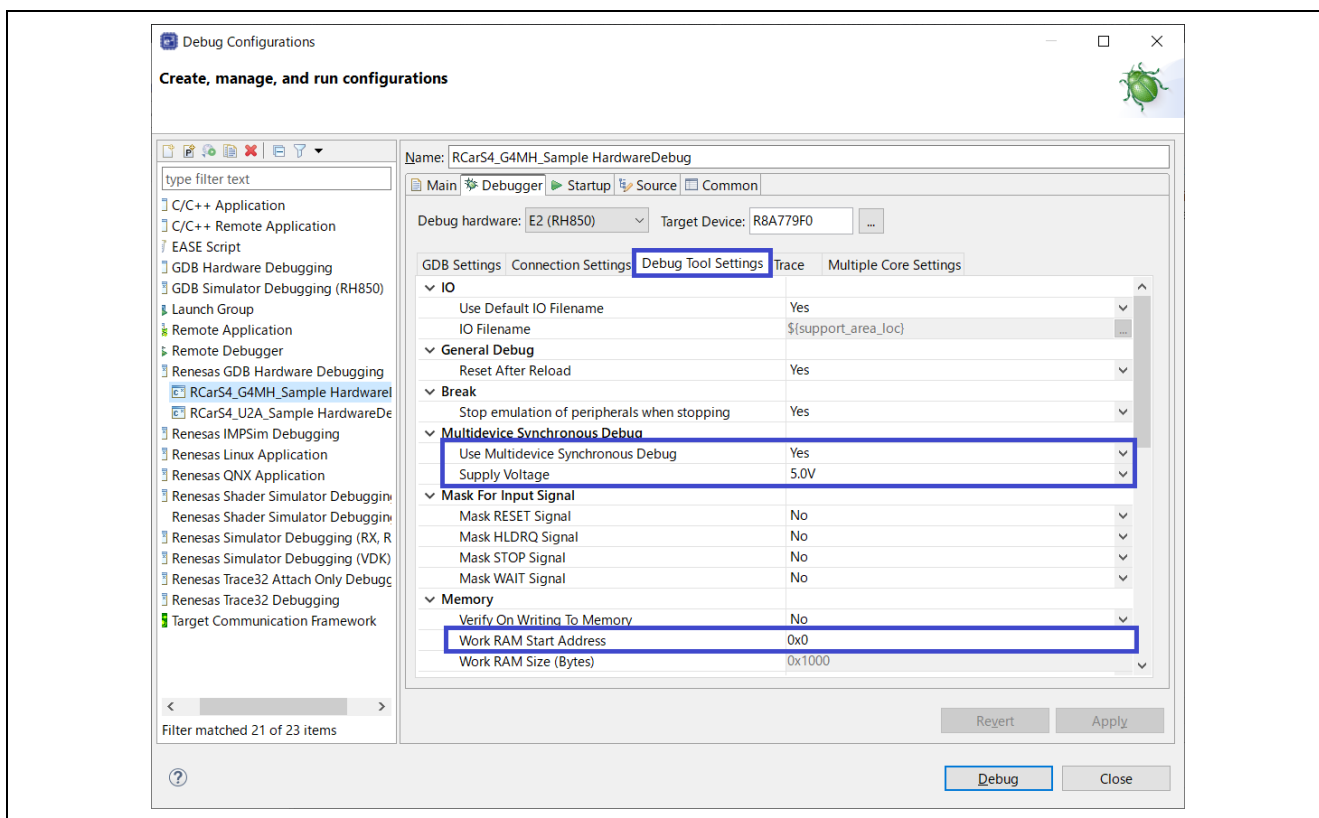 Debug Configurations
Create, manage, and run configurations
type filter text
C/C++ Application
C/C++ Remote Application
EASE Script
GDB Hardware Debugging
GDB Simulator Debugging (RH850)
Launch Group
Remote Application
Remote Debugger
Renesas GDB Hardware Debugging
RCarS4_G4MH_Sample Hardwarel
RCarS4_U2A_Sample HardwareDe
Renesas IMPSim Debugging
Renesas Linux Application
Renesas QNX Application
Renesas Shader Simulator Debuggin
Renesas Shader Simulator Debuggin
Renesas Simulator Debugging (RX, R
Renesas Simulator Debugging (VDK)
Renesas Trace32 Attach Only Debugg
Renesas Trace32 Debugging
Target Communication Framework
Filter matched 21 of 23 items
Name: RCarS4_G4MH_Sample HardwareDebug
Main Debugger Startup Source Common
Debug hardware: E2 (RH850) Target Device: R8A779F0 ...
GDB Settings Connection Settings Debug Tool Settings Trace Multiple Core Settings
IO
Use Default IO Filename Yes
IO Filename ${support_area_loc} ...
General Debug
Reset After Reload Yes
Break
Stop emulation of peripherals when stopping Yes
Multidevice Synchronous Debug
Use Multidevice Synchronous Debug Yes
Supply Voltage 5.0V
Mask For Input Signal
Mask RESET Signal No
Mask HLDRQ Signal No
Mask STOP Signal No
Mask WAIT Signal No
Memory
Verify On Writing To Memory No
Work RAM Start Address 0x0
Work RAM Size (Bytes) 0x1000
Revert Apply
? Debug Close